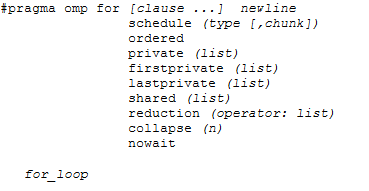 #pragma omp for [clause ...]  newline
                schedule (type [,chunk])
                ordered
                private (list)
                firstprivate (list)
                lastprivate (list)
                shared (list)
                reduction (operator: list)
                collapse (n)
                nowait
   for_loop